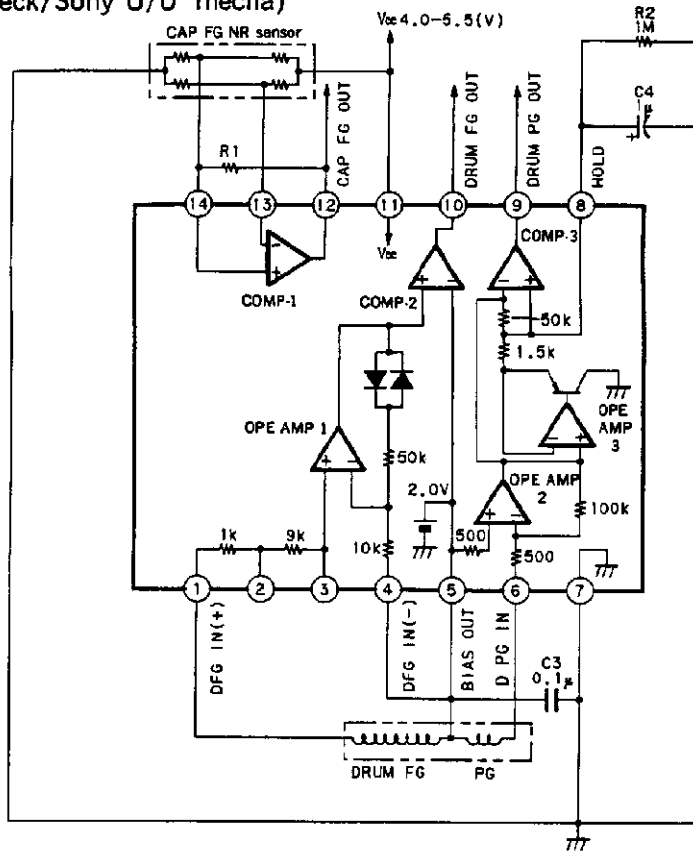 eck/Sony U/U mecha)
CAP FG NR sensor
Vcc 4.0-5.5(V)
R2
1M
C4
μ
+
R1
CAP FG OUT
DRUM FG OUT
DRUM PG OUT
HOLD
14
13
12
11
10
9
8
Vcc
COMP-1
COMP-2
COMP-3
50k
1.5k
OPE AMP 1
OPE
AMP
3
50k
OPE AMP
2
2.0V
100k
1k
9k
10k
500
500
1
2
3
4
5
6
7
DFG IN(+)
DFG IN(-)
BIAS OUT
D PG IN
C3
0.1μ
DRUM FG
PG